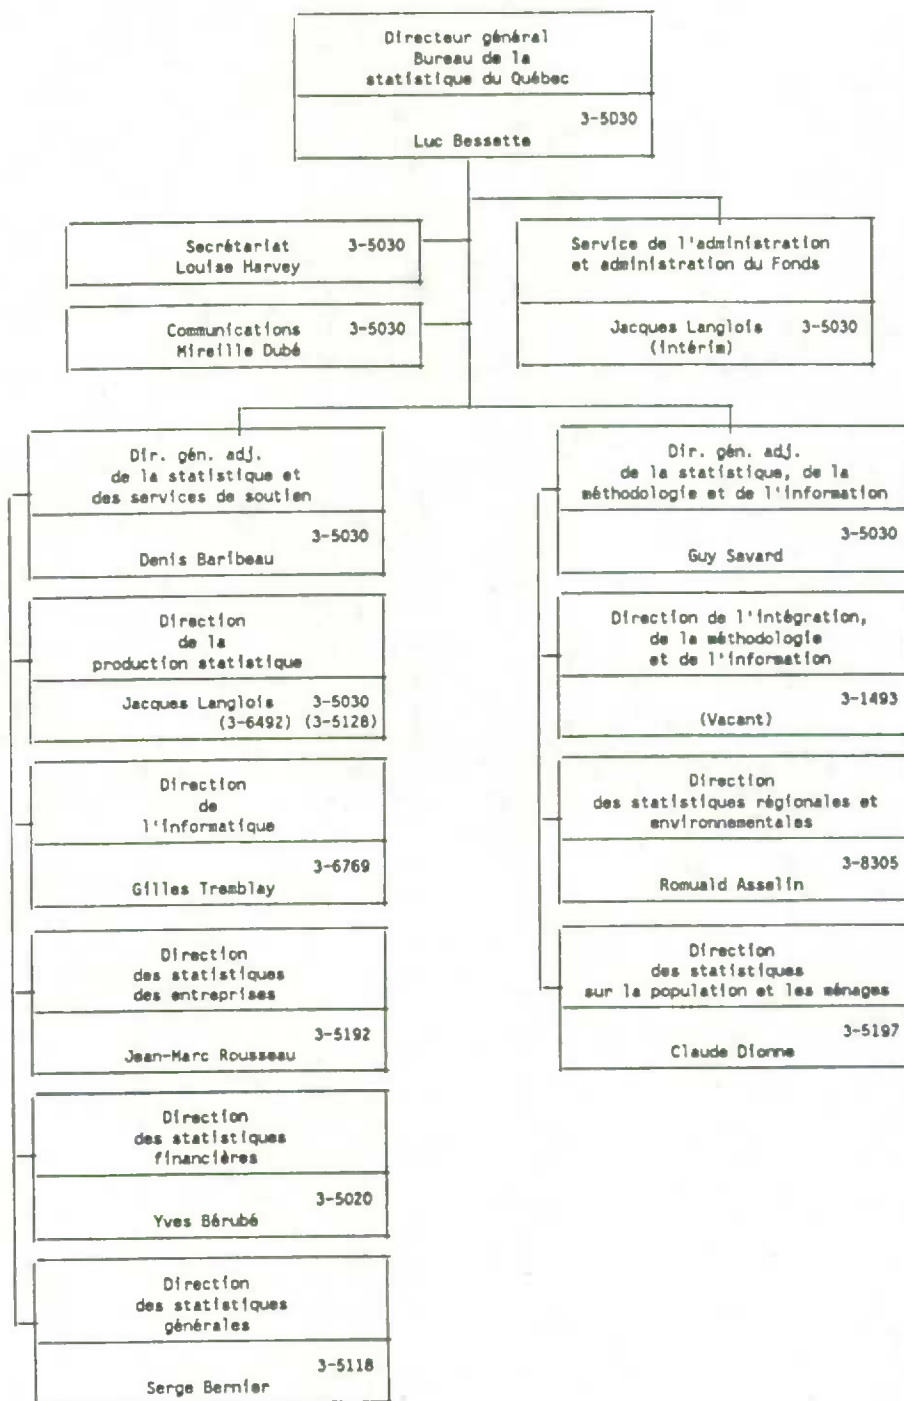 Directeur général
Bureau de la
statistique du Québec
3-5030
Luc Bessette
Secrétariat 3-5030
Louise Harvey
Service de l'administration
et administration du Fonds
Jacques Langlois 3-5030
(intérim)
Communications 3-5030
Mireille Dubé
Dir. gén. adj.
de la statistique et
des services de soutien
3-5030
Denis Baribeau
Direction
de la
production statistique
Jacques Langlois 3-5030
(3-6492) (3-5128)
Direction
de
l'informatique
3-6769
Gilles Tremblay
Direction
des statistiques
des entreprises
3-5192
Jean-Marc Rousseau
Direction
des statistiques
financières
3-5020
Yves Bérubé
Direction
des statistiques
générales
3-5118
Serge Bernier
Dir. gén. adj.
de la statistique, de la
méthodologie et de l'information
3-5030
Guy Savard
Direction de l'intégration,
de la méthodologie
et de l'information
3-1493
(Vacant)
Direction
des statistiques régionales et
environnementales
3-8305
Romuald Asselin
Direction
des statistiques
sur la population et les ménages
3-5197
Claude Dionne